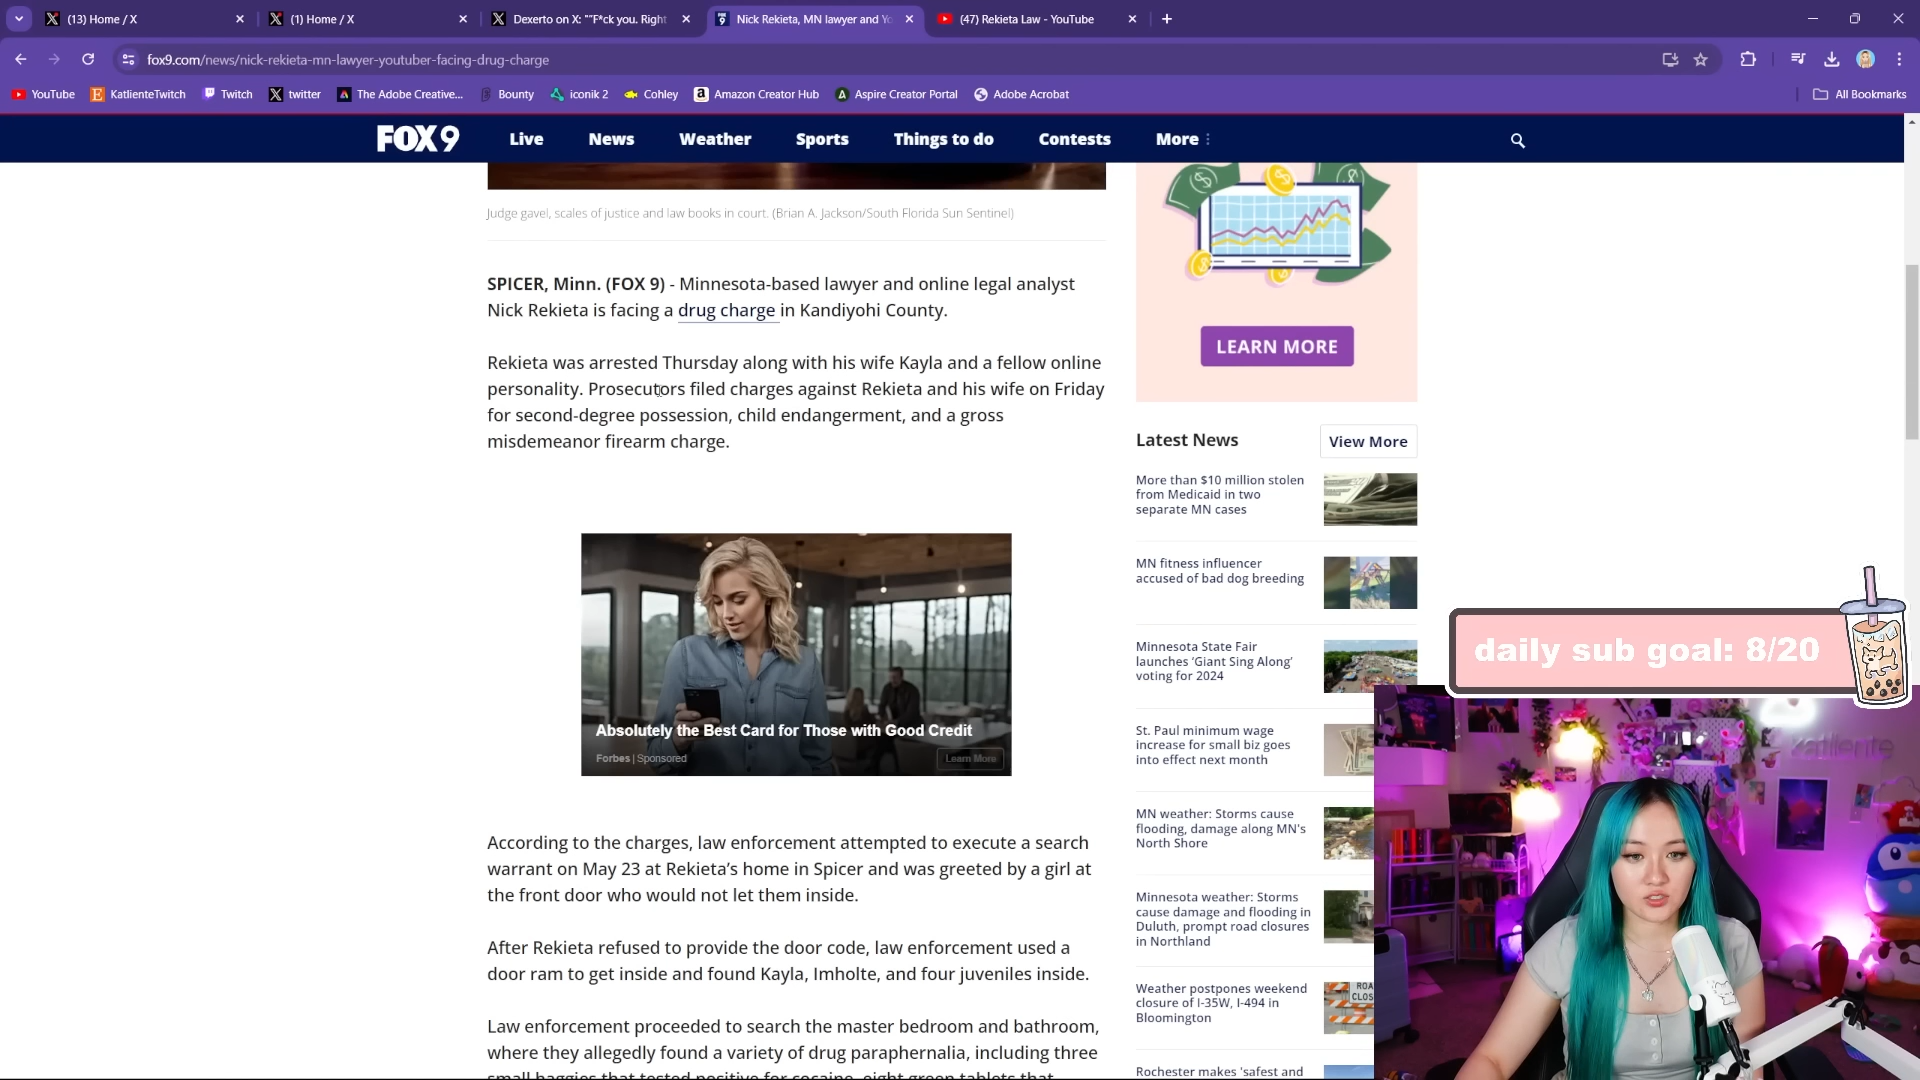 (13) Home / X
(1) Home / X
Dexerto on X: ""F*ck you. Right
Nick Rekieta, MN lawyer and Yo
(47) Rekieta Law - YouTube
fox9.com/news/nick-rekieta-mn-lawyer-youtuber-facing-drug-charge
YouTube
KatlienteTwitch
Twitch
twitter
The Adobe Creative...
Bounty
iconik 2
Cohley
Amazon Creator Hub
Aspire Creator Portal
Adobe Acrobat
All Bookmarks
FOX 9
Live
News
Weather
Sports
Things to do
Contests
More
Judge gavel, scales of justice and law books in court. (Brian A. Jackson/South Florida Sun Sentinel)
SPICER, Minn. (FOX 9) - Minnesota-based lawyer and online legal analyst
Nick Rekieta is facing a drug charge in Kandiyohi County.
Rekieta was arrested Thursday along with his wife Kayla and a fellow online
personality. Prosecutors filed charges against Rekieta and his wife on Friday
for second-degree possession, child endangerment, and a gross
misdemeanor firearm charge.
Absolutely the Best Card for Those with Good Credit
Forbes | Sponsored
Learn More
According to the charges, law enforcement attempted to execute a search
warrant on May 23 at Rekieta’s home in Spicer and was greeted by a girl at
the front door who would not let them inside.
After Rekieta refused to provide the door code, law enforcement used a
door ram to get inside and found Kayla, Imholte, and four juveniles inside.
Law enforcement proceeded to search the master bedroom and bathroom,
where they allegedly found a variety of drug paraphernalia, including three
small baggies that tested positive for cocaine, eight green tablets that
LEARN MORE
Latest News
View More
More than $10 million stolen
from Medicaid in two
separate MN cases
MN fitness influencer
accused of bad dog breeding
Minnesota State Fair
launches ‘Giant Sing Along’
voting for 2024
St. Paul minimum wage
increase for small biz goes
into effect next month
MN weather: Storms cause
flooding, damage along MN's
North Shore
Minnesota weather: Storms
cause damage and flooding in
Duluth, prompt road closures
in Northland
Weather postpones weekend
closure of I-35W, I-494 in
Bloomington
ROA
CLOS
Rochester makes 'safest and
daily sub goal: 8/20
katliente